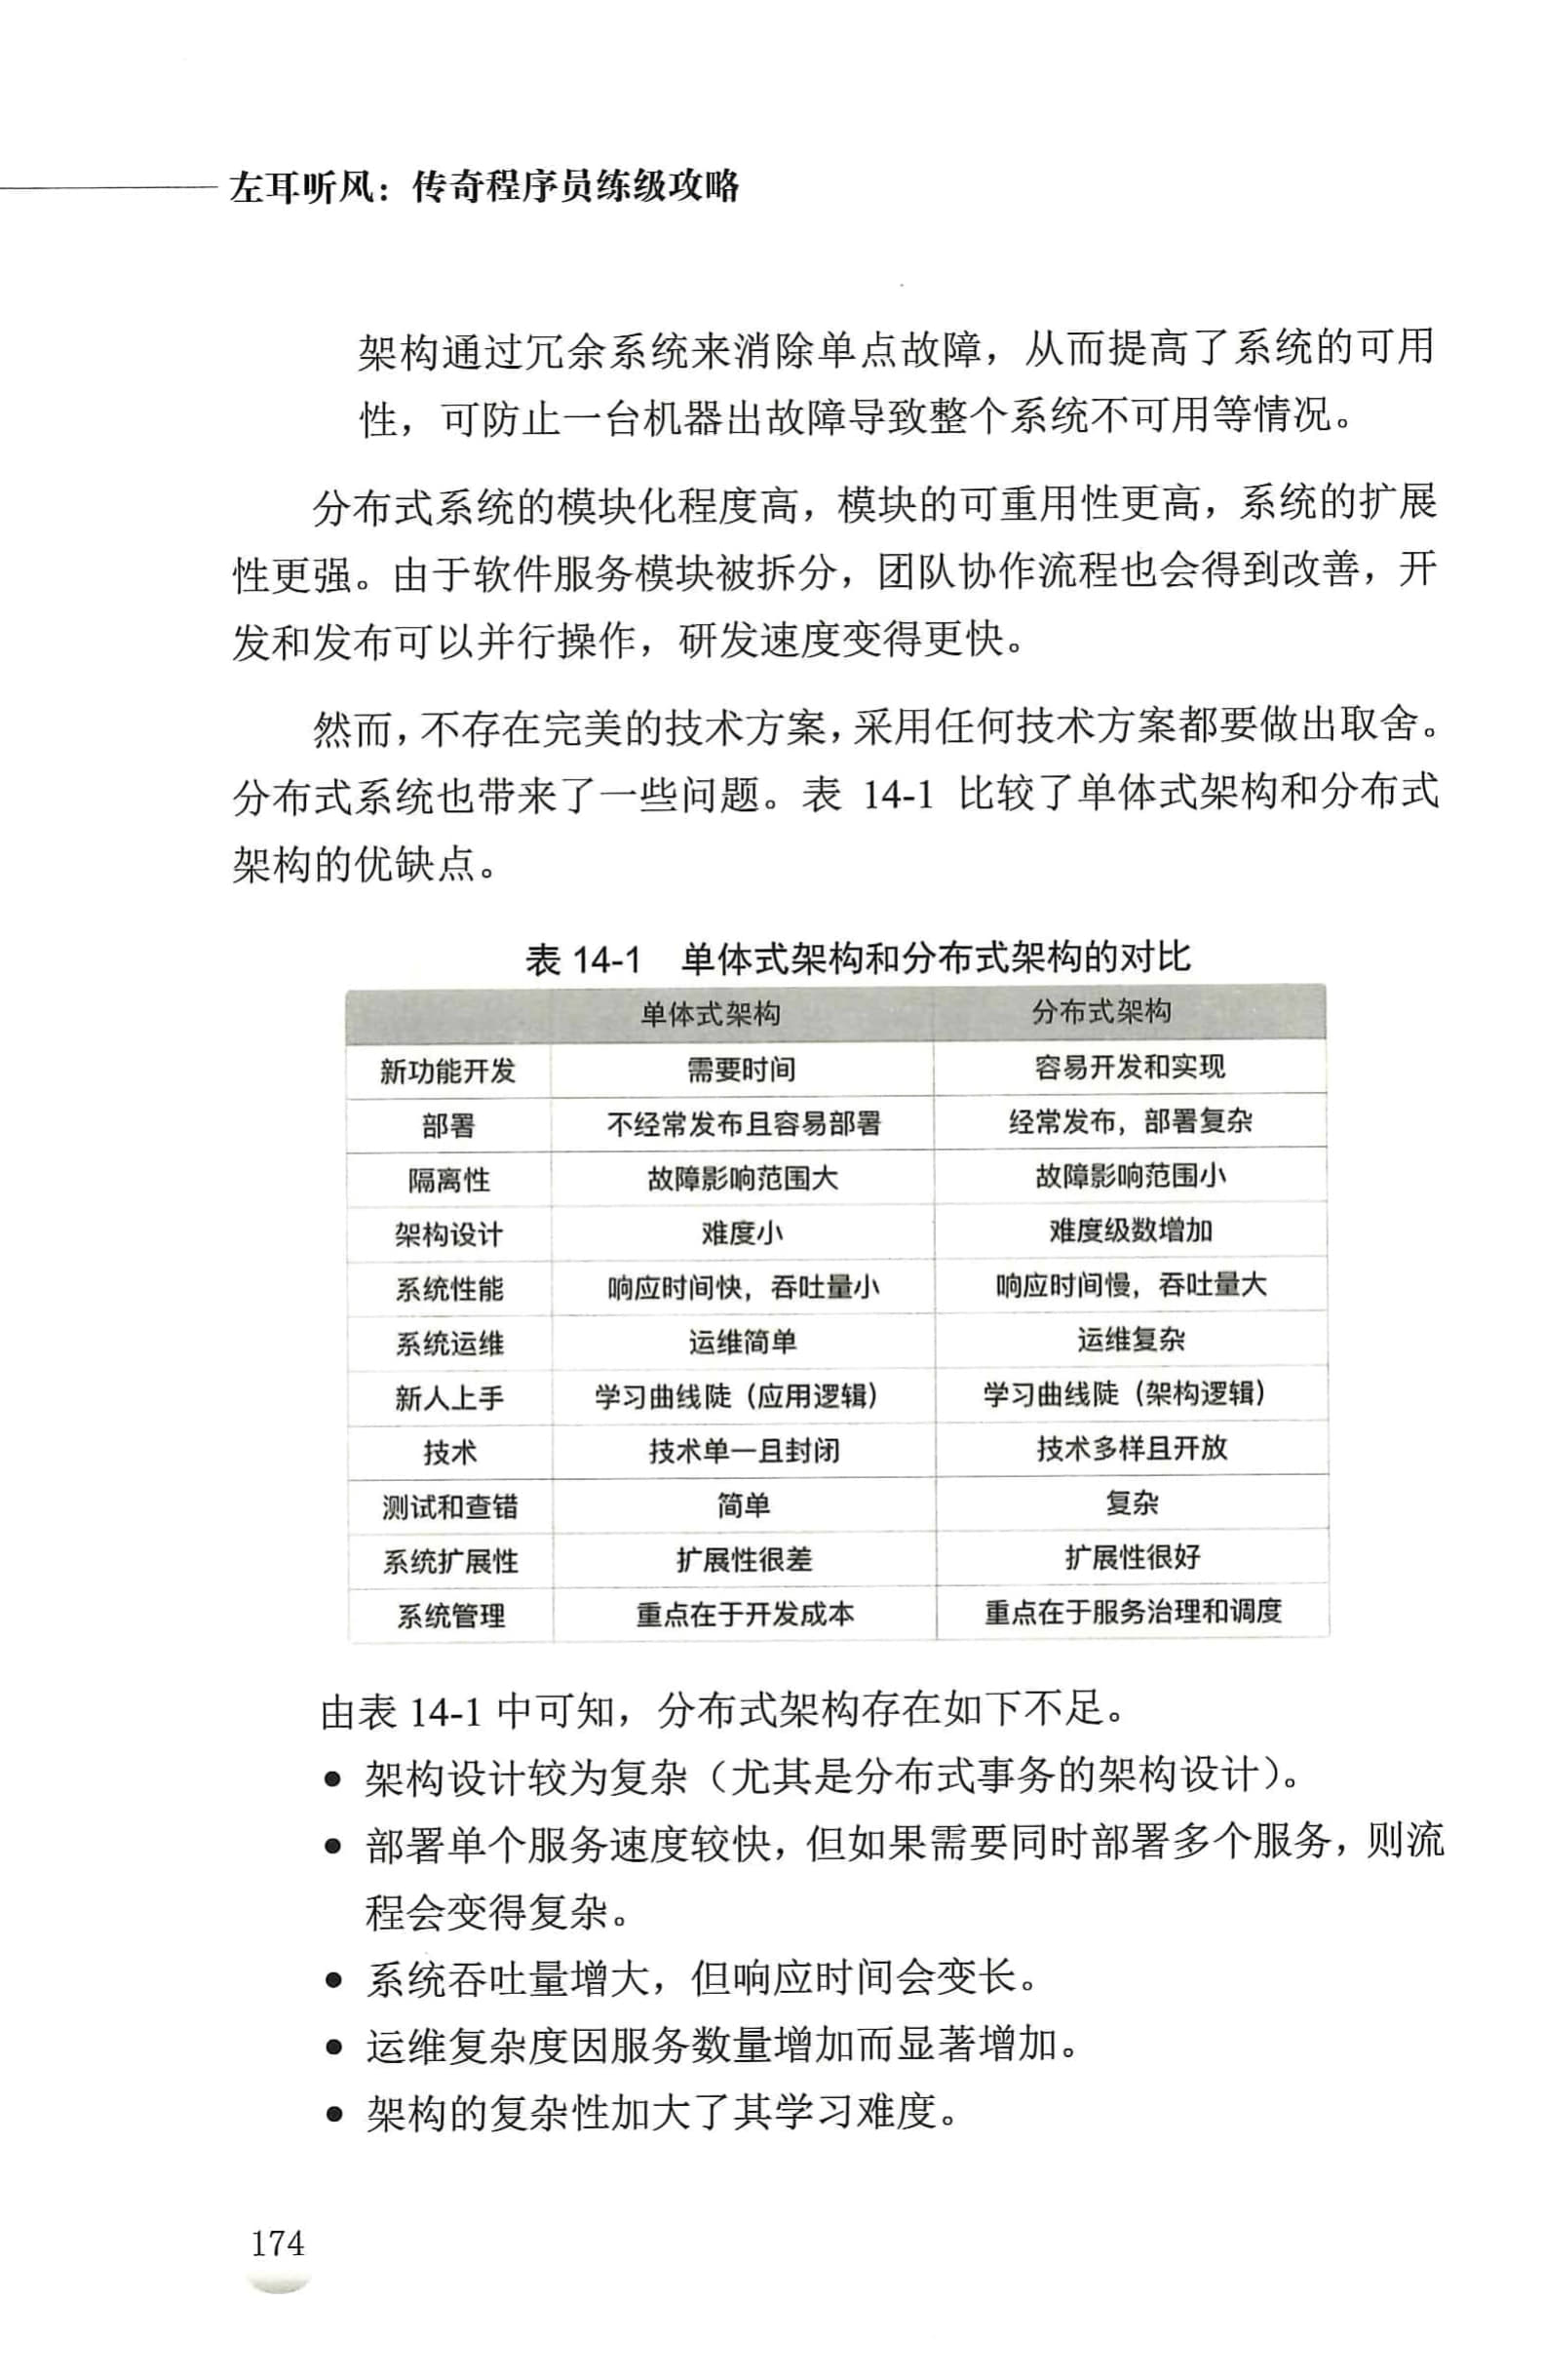 左耳听风：传奇程序员练级攻略
架构通过冗余系统来消除单点故障，从而提高了系统的可用
性，可防止一台机器出故障导致整个系统不可用等情况。
分布式系统的模块化程度高，模块的可重用性更高，系统的扩展
性更强。由于软件服务模块被拆分，团队协作流程也会得到改善，开
发和发布可以并行操作，研发速度变得更快。
然而，不存在完美的技术方案，采用任何技术方案都要做出取舍。
分布式系统也带来了一些问题。表 14-1 比较了单体式架构和分布式
架构的优缺点。
表 14-1 单体式架构和分布式架构的对比
单体式架构 分布式架构
新功能开发 需要时间 容易开发和实现
部署 不经常发布且容易部署 经常发布，部署复杂
隔离性 故障影响范围大 故障影响范围小
架构设计 难度小 难度级数增加
系统性能 响应时间快，吞吐量小 响应时间慢，吞吐量大
系统运维 运维简单 运维复杂
新人上手 学习曲线陡（应用逻辑） 学习曲线陡（架构逻辑）
技术 技术单一且封闭 技术多样且开放
测试和查错 简单 复杂
系统扩展性 扩展性很差 扩展性很好
系统管理 重点在于开发成本 重点在于服务治理和调度
由表 14-1 中可知，分布式架构存在如下不足。
● 架构设计较为复杂（尤其是分布式事务的架构设计）。
● 部署单个服务速度较快，但如果需要同时部署多个服务，则流
程会变得复杂。
● 系统吞吐量增大，但响应时间会变长。
● 运维复杂度因服务数量增加而显著增加。
● 架构的复杂性加大了其学习难度。
174